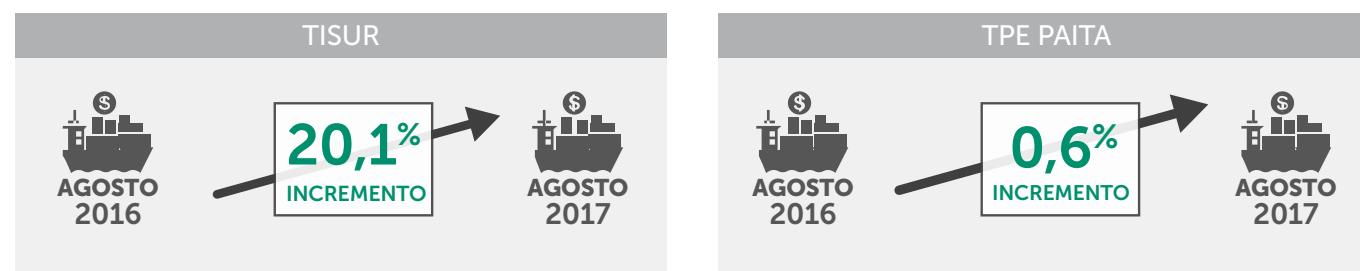 TISUR
$
$
20,1%
INCREMENTO
AGOSTO
2016
AGOSTO
2017
TPE PAITA
$
$
0,6%
INCREMENTO
AGOSTO
2016
AGOSTO
2017